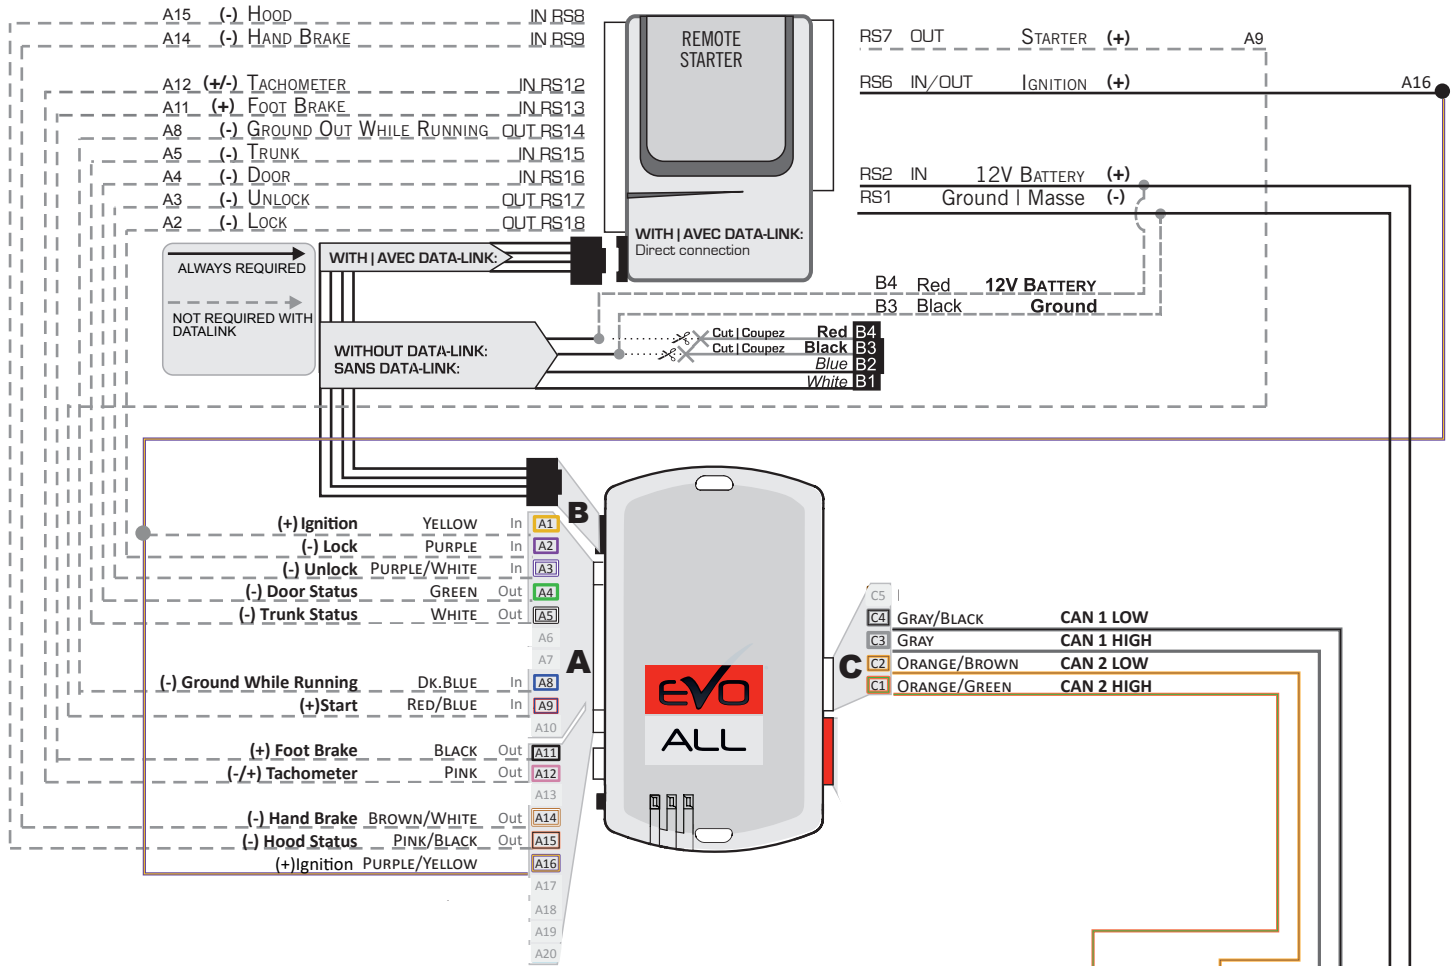 A15 (-) HOOD IN RS8
A14 (-) HAND BRAKE IN RS9
A12 (+/-) TACHOMETER IN RS12
A11 (+) FOOT BRAKE IN RS13
A8 (-) GROUND OUT WHILE RUNNING OUT RS14
A5 (-) TRUNK IN RS15
A4 (-) DOOR IN RS16
A3 (-) UNLOCK OUT RS17
A2 (-) LOCK OUT RS18
REMOTE
STARTER
WITH | AVEC DATA-LINK:
Direct connection
RS7 OUT STARTER (+) A9
RS6 IN/OUT IGNITION (+) A16
RS2 IN 12V BATTERY (+)
RS1 Ground | Masse (-)
ALWAYS REQUIRED
NOT REQUIRED WITH
DATALINK
WITH | AVEC DATA-LINK:
B4 Red 12V BATTERY
B3 Black Ground
WITHOUT DATA-LINK:
SANS DATA-LINK:
Cut | Coupez Red B4
Cut | Coupez Black B3
Blue B2
White B1
B
(+) Ignition YELLOW In A1
(-) Lock PURPLE In A2
(-) Unlock PURPLE/WHITE In A3
(-) Door Status GREEN Out A4
(-) Trunk Status WHITE Out A5
A6
A7
A
(-) Ground While Running DK.BLUE In A8
(+)Start RED/BLUE In A9
A10
(+) Foot Brake BLACK Out A11
(-/+) Tachometer PINK Out A12
A13
(-) Hand Brake BROWN/WHITE Out A14
(-) Hood Status PINK/BLACK Out A15
(+)Ignition PURPLE/YELLOW A16
A17
A18
A19
A20
EVO
ALL
C
C5
C4 GRAY/BLACK CAN 1 LOW
C3 GRAY CAN 1 HIGH
C2 ORANGE/BROWN CAN 2 LOW
C1 ORANGE/GREEN CAN 2 HIGH